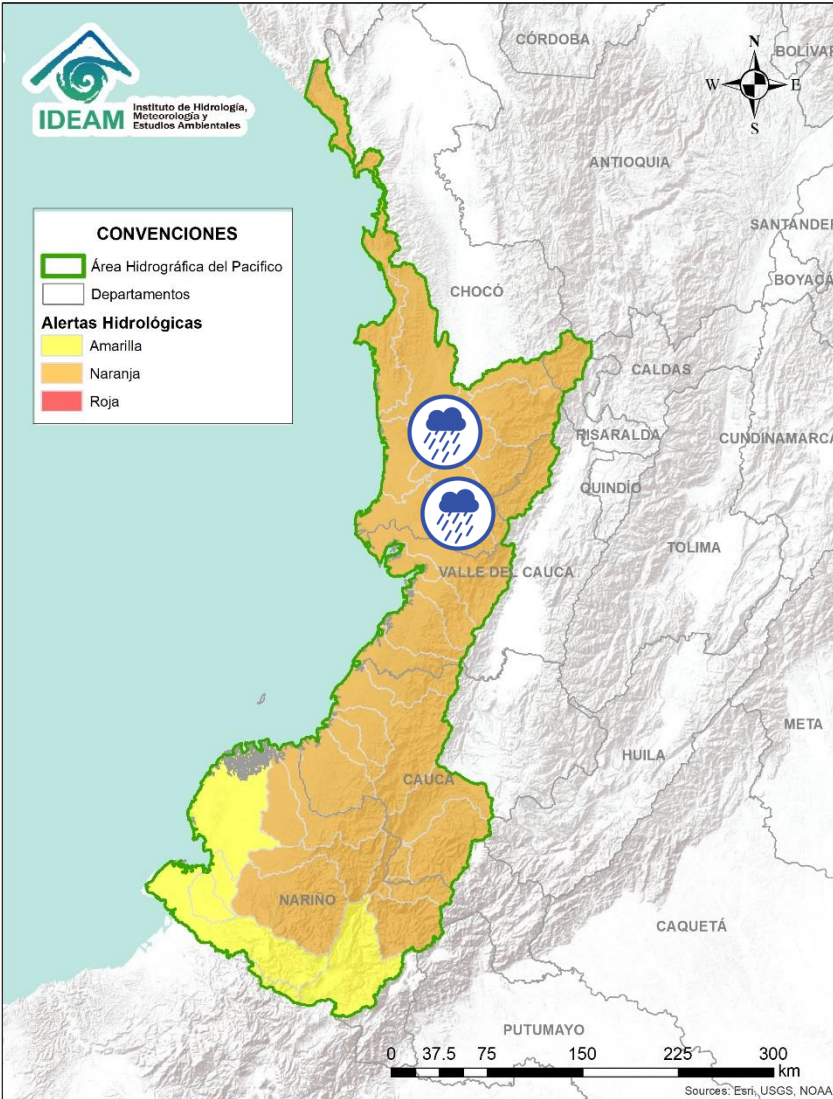 IDEAM
Instituto de Hidrología,
Meteorología y
Estudios Ambientales
CÓRDOBA
BOLÍVAR
N
W
E
S
ANTIOQUIA
SANTANDER
BOYACÁ
CONVENCIONES
Área Hidrográfica del Pacifico
Departamentos
Alertas Hidrológicas
Amarilla
Naranja
Roja
CHOCÓ
CALDAS
RISARALDA
CUNDINAMARCA
QUINDÍO
TOLIMA
VALLE DEL CAUCA
META
HUILA
CAUCA
NARIÑO
CAQUETÁ
PUTUMAYO
0 37.5 75 150 225 300
km
Sources: Esri, USGS, NOAA